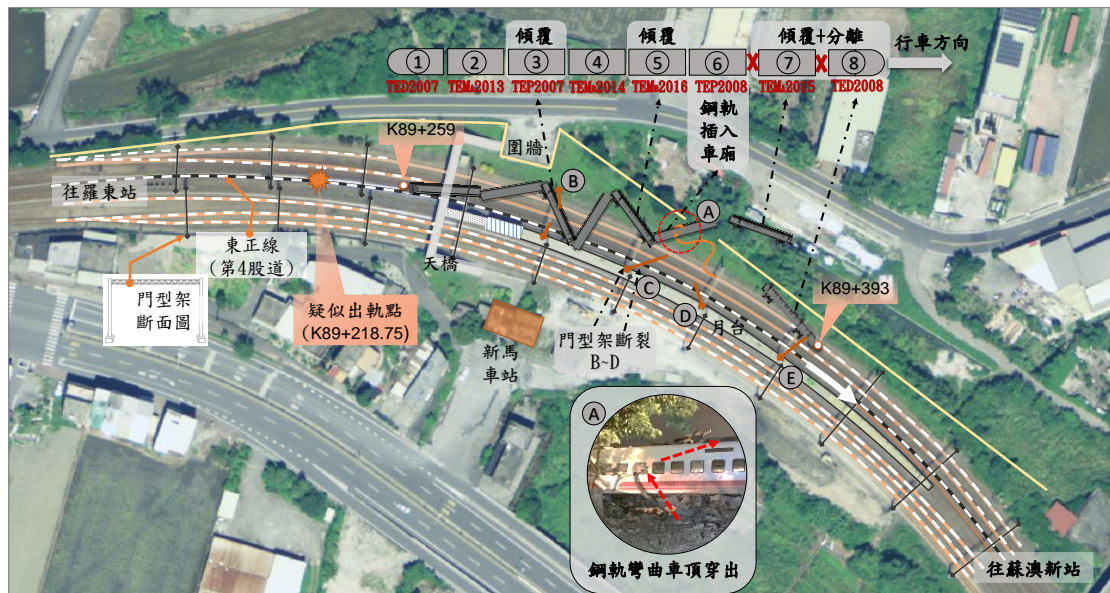 傾覆
傾覆
傾覆+分離
行車方向
① ② ③ ④ ⑤ ⑥ ⑦ ⑧
TED2007 TEMA2013 TEP2007 TEMB2014 TEMB2016 TEP2008 TEMA2015 TED2008
鋼軌
插入
車廂
K89+259
圍牆
B
A
往羅東站
東正線
(第4股道)
天橋
C
K89+393
門型架
斷面圖
疑似出軌點
(K89+218.75)
D
月台
新馬
車站
門型架斷裂
B~D
E
A
鋼軌彎曲車頂穿出
往蘇澳新站